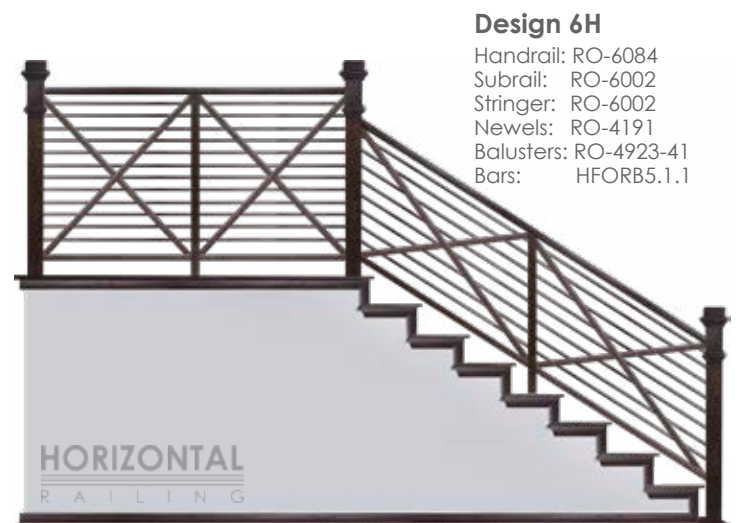 Design 6H
Handrail: RO-6084
Subrail: RO-6002
Stringer: RO-6002
Newels: RO-4191
Balusters: RO-4923-41
Bars: HFORB5.1.1
HORIZONTAL
RAILING